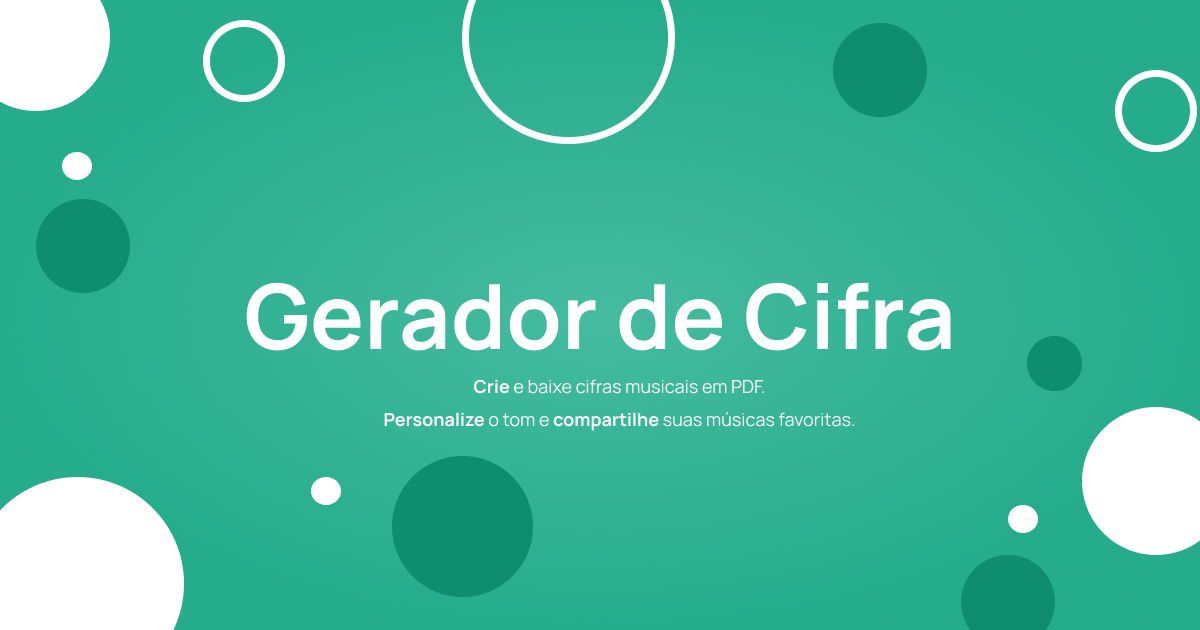 Gerador de Cifra
Crie e baixe cifras musicais em PDF.
Personalize o tom e compartilhe suas músicas favoritas.